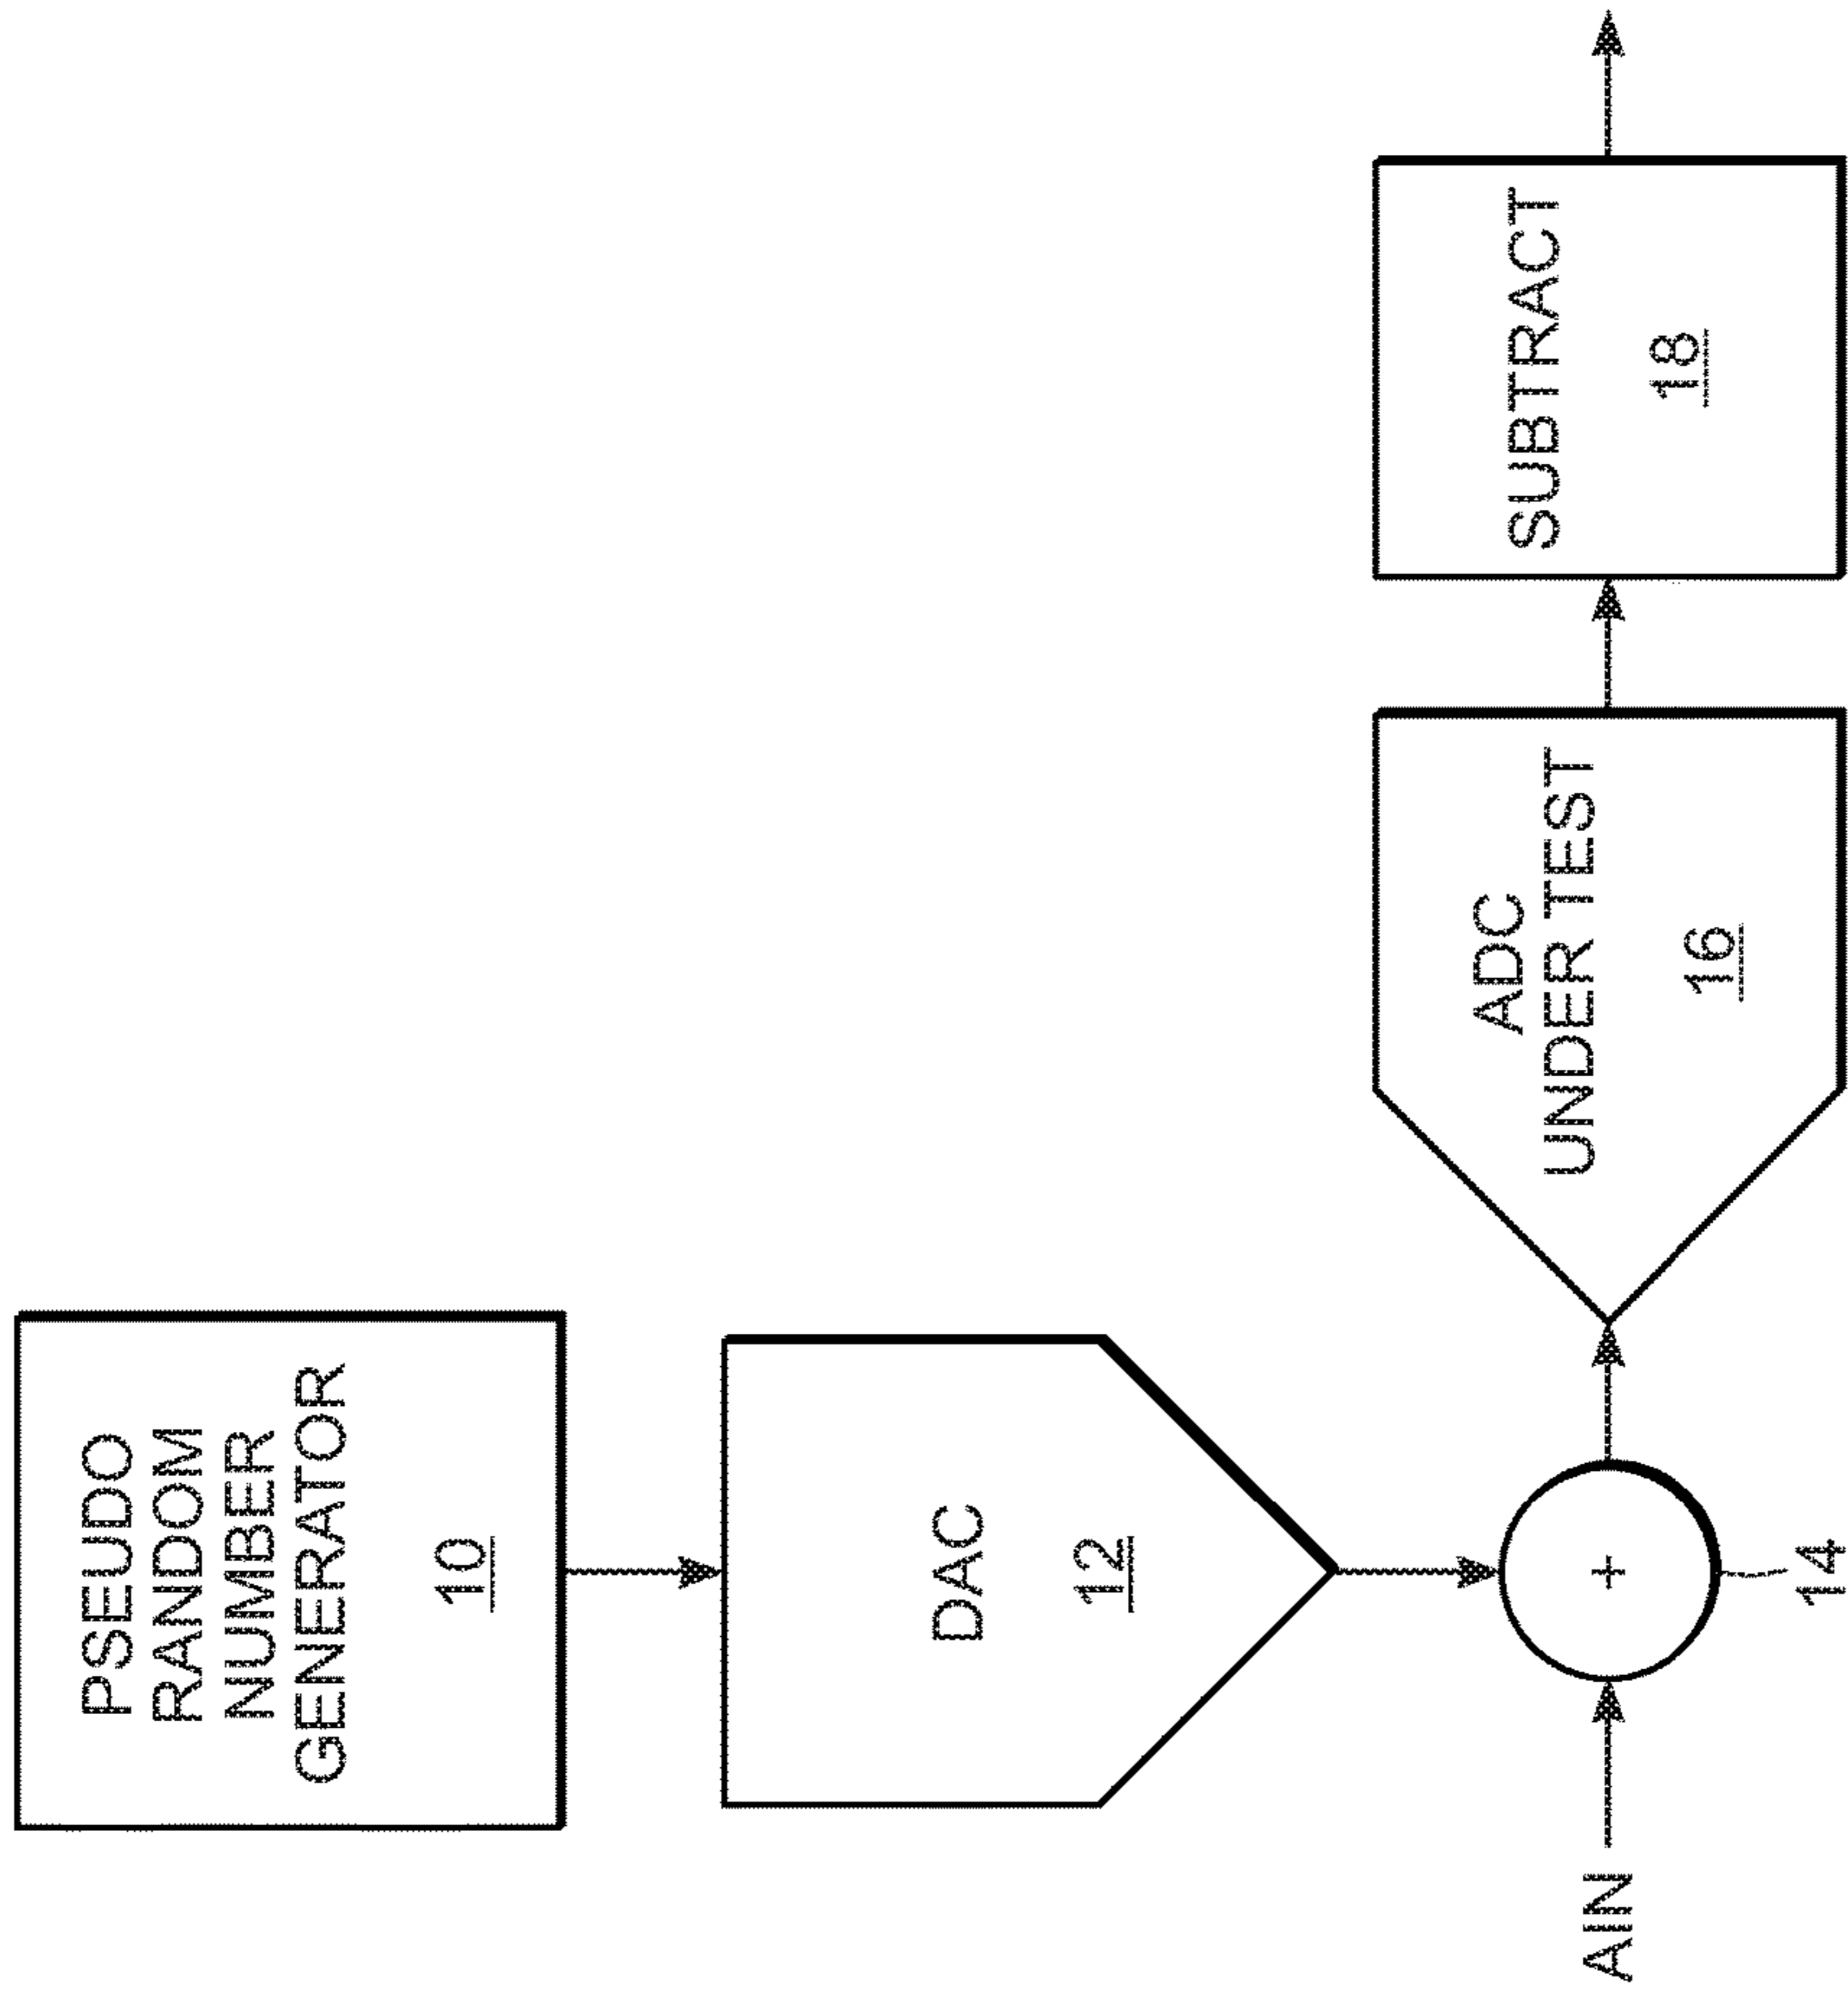 PSEUDO
RANDOM
NUMBER
GENERATOR
10
DAC
12
AIN
+
14
ADC
UNDER TEST
16
SUBTRACT
18